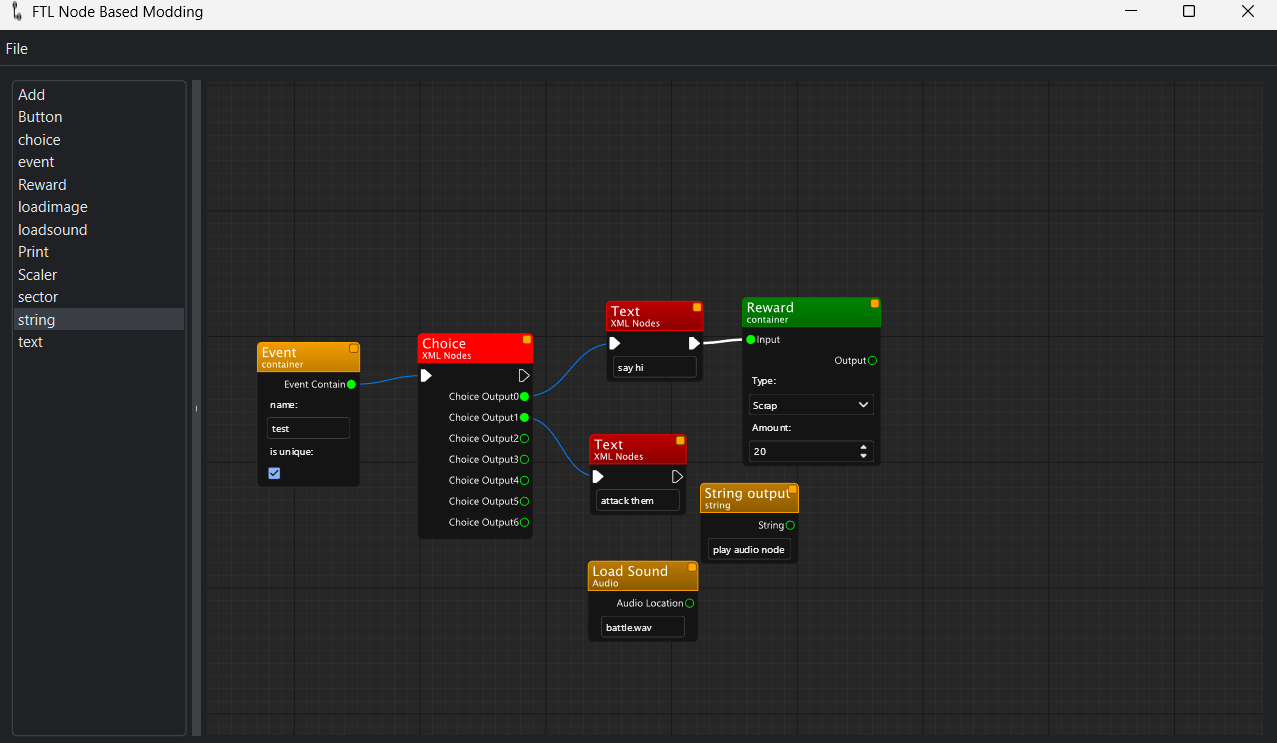 FTL Node Based Modding
File
Add
Button
choice
event
Reward
loadimage
loadsound
Print
Scaler
sector
string
text
Event
container
Event Contain
name:
test
is unique:
Choice
XML Nodes
Choice Output0
Choice Output1
Choice Output2
Choice Output3
Choice Output4
Choice Output5
Choice Output6
Text
XML Nodes
say hi
Reward
container
Input
Output
Type:
Scrap
Amount:
20
Text
XML Nodes
attack them
String output
string
String
play audio node
Load Sound
Audio
Audio Location
battle.wav